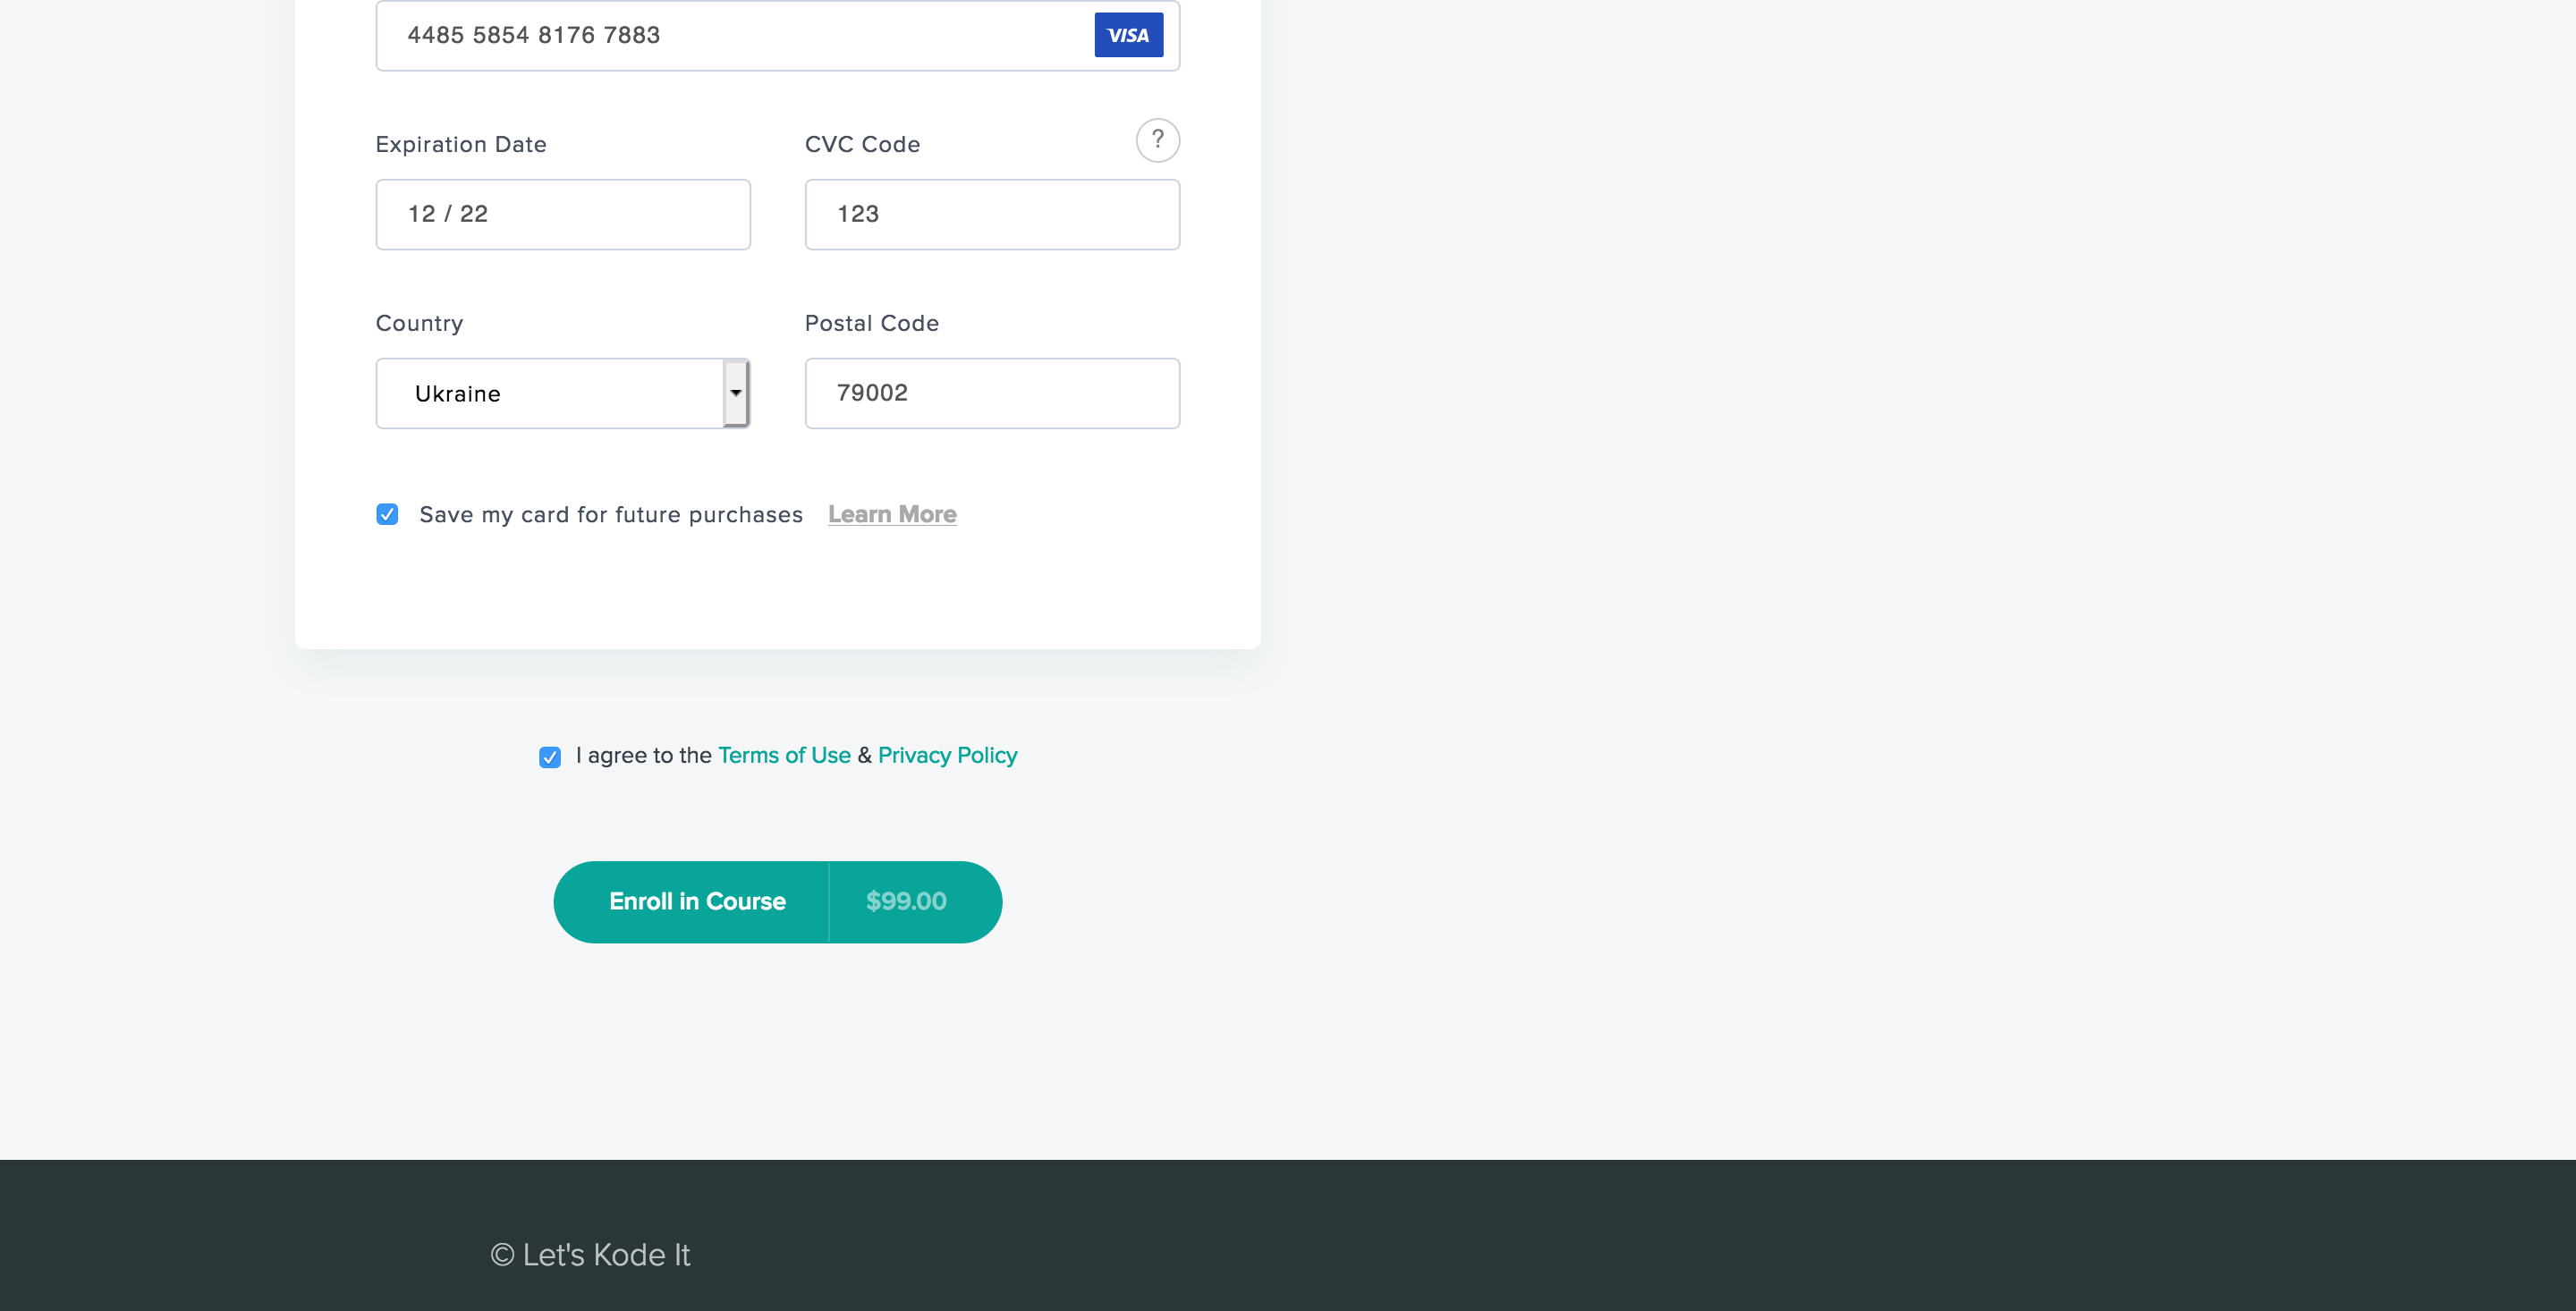 4485 5854 8176 7883 VISA
Expiration Date CVC Code ?
12 / 22 123
Country Postal Code
Ukraine 79002
Save my card for future purchases Learn More
I agree to the Terms of Use & Privacy Policy
Enroll in Course $99.00
© Let's Kode It